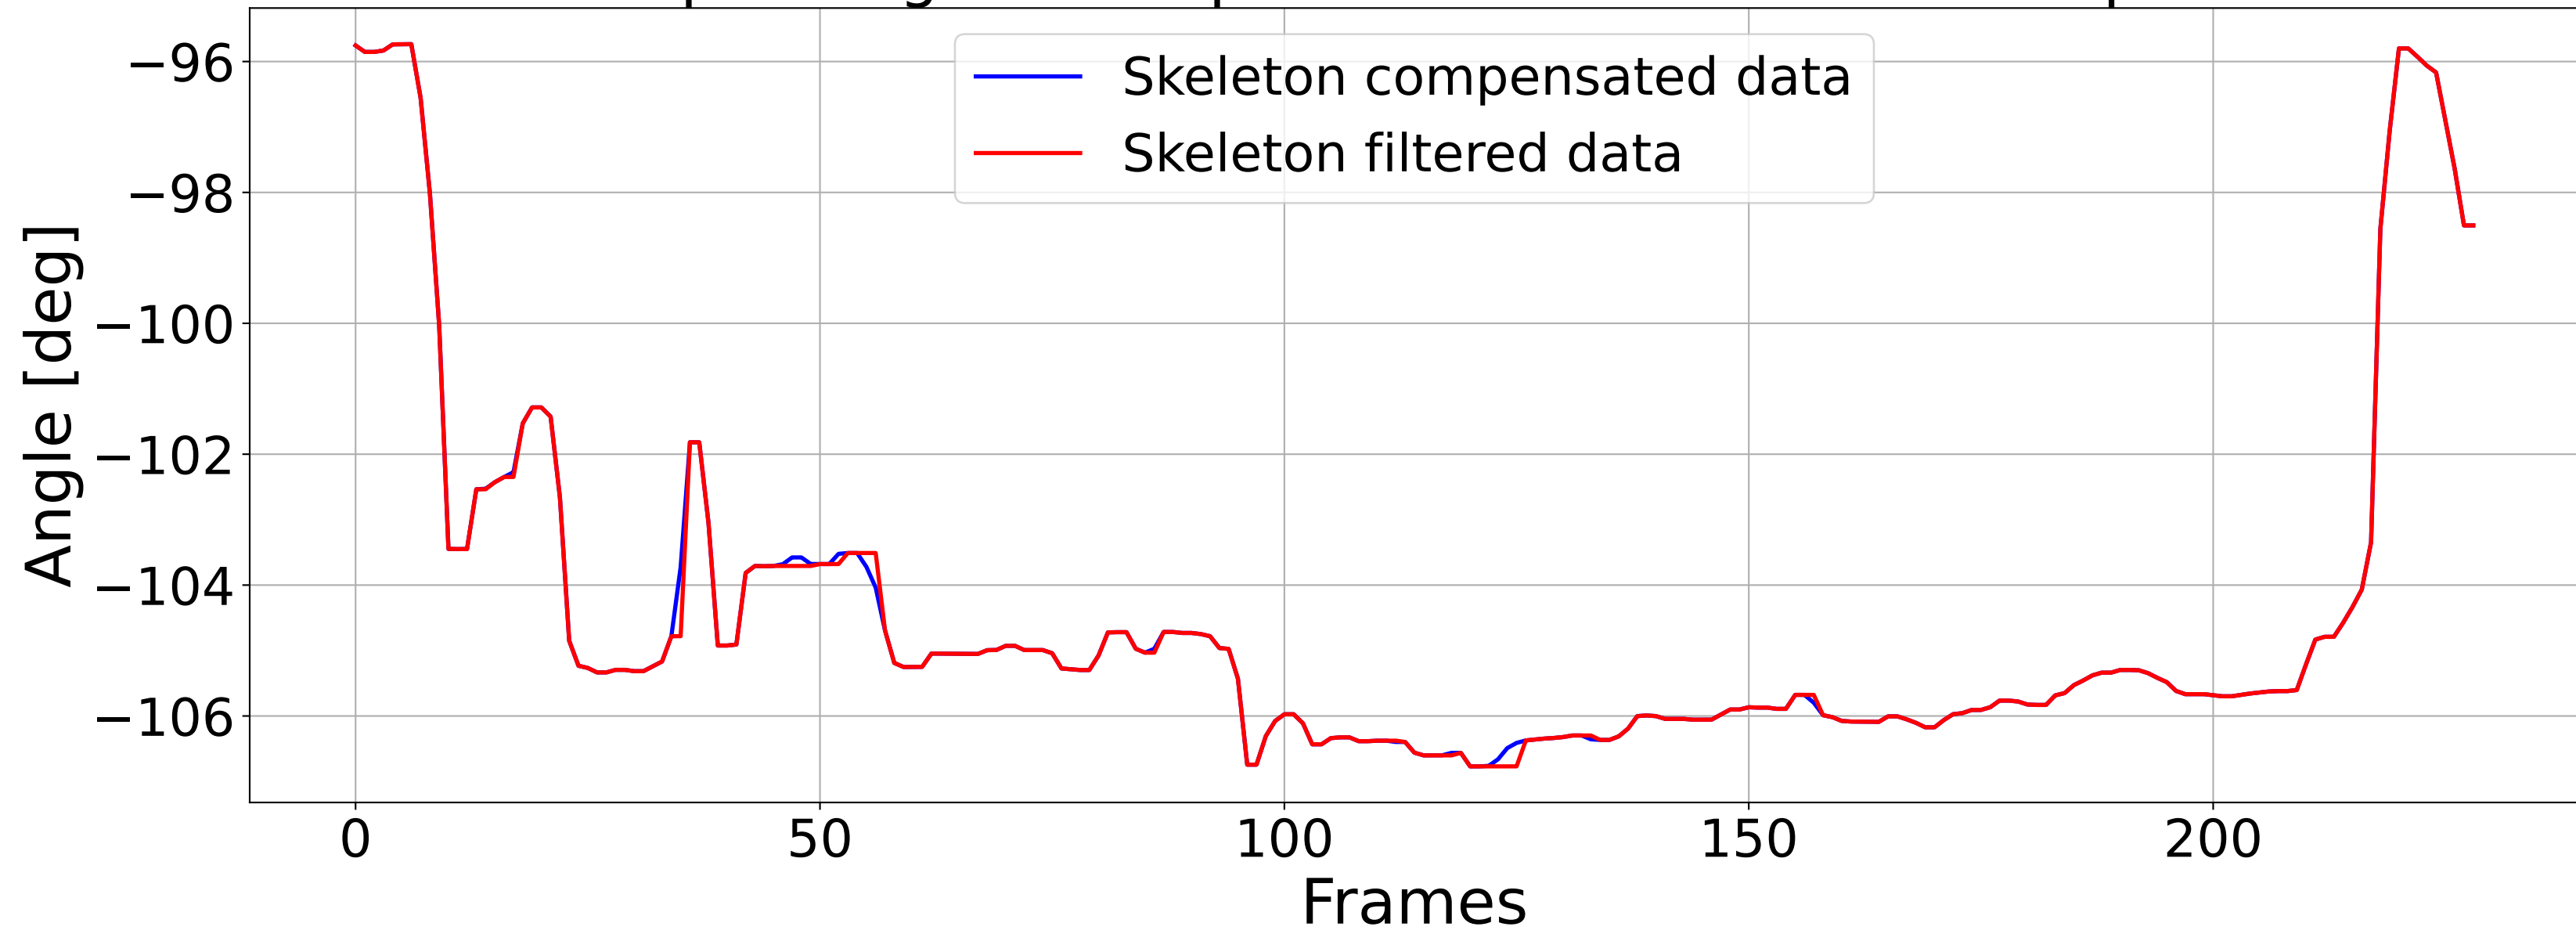 Skeleton compensated data
Skeleton filtered data
Angle [deg]
−96
−98
−100
−102
−104
−106
0 50 100 150 200
Frames